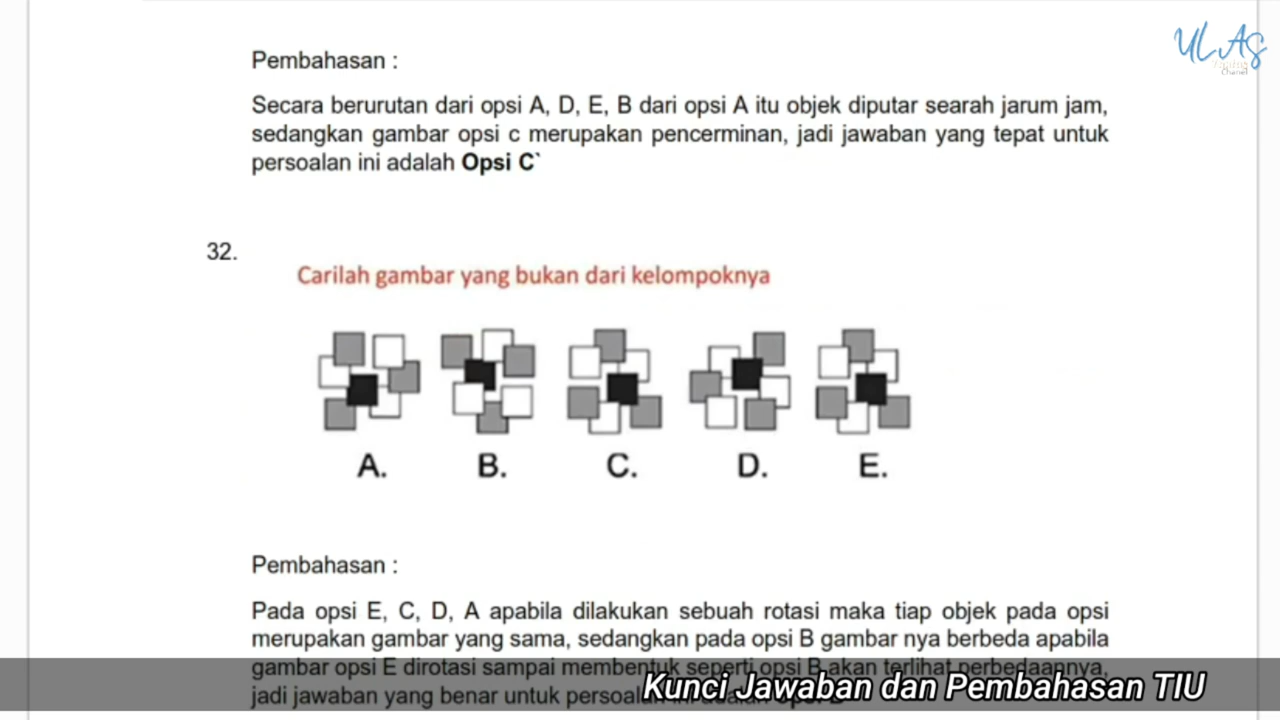 ULAS
Chanel
Pembahasan :
Secara berurutan dari opsi A, D, E, B dari opsi A itu objek diputar searah jarum jam,
sedangkan gambar opsi c merupakan pencerminan, jadi jawaban yang tepat untuk
persoalan ini adalah Opsi C`
32.
Carilah gambar yang bukan dari kelompoknya
A. B. C. D. E.
Pembahasan :
Pada opsi E, C, D, A apabila dilakukan sebuah rotasi maka tiap objek pada opsi
merupakan gambar yang sama, sedangkan pada opsi B gambar nya berbeda apabila
gambar opsi E dirotasi sampai membentuk seperti opsi B akan terlihat perbedaannya,
jadi jawaban yang benar untuk
Kunci Jawaban dan Pembahasan TIU